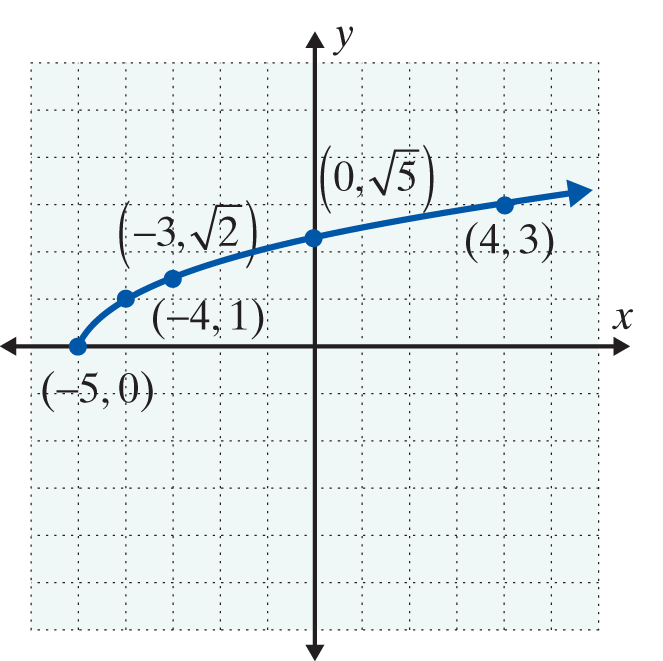 y
(0, √5)
(−3, √2)
(4, 3)
(−4, 1)
x
(−5, 0)